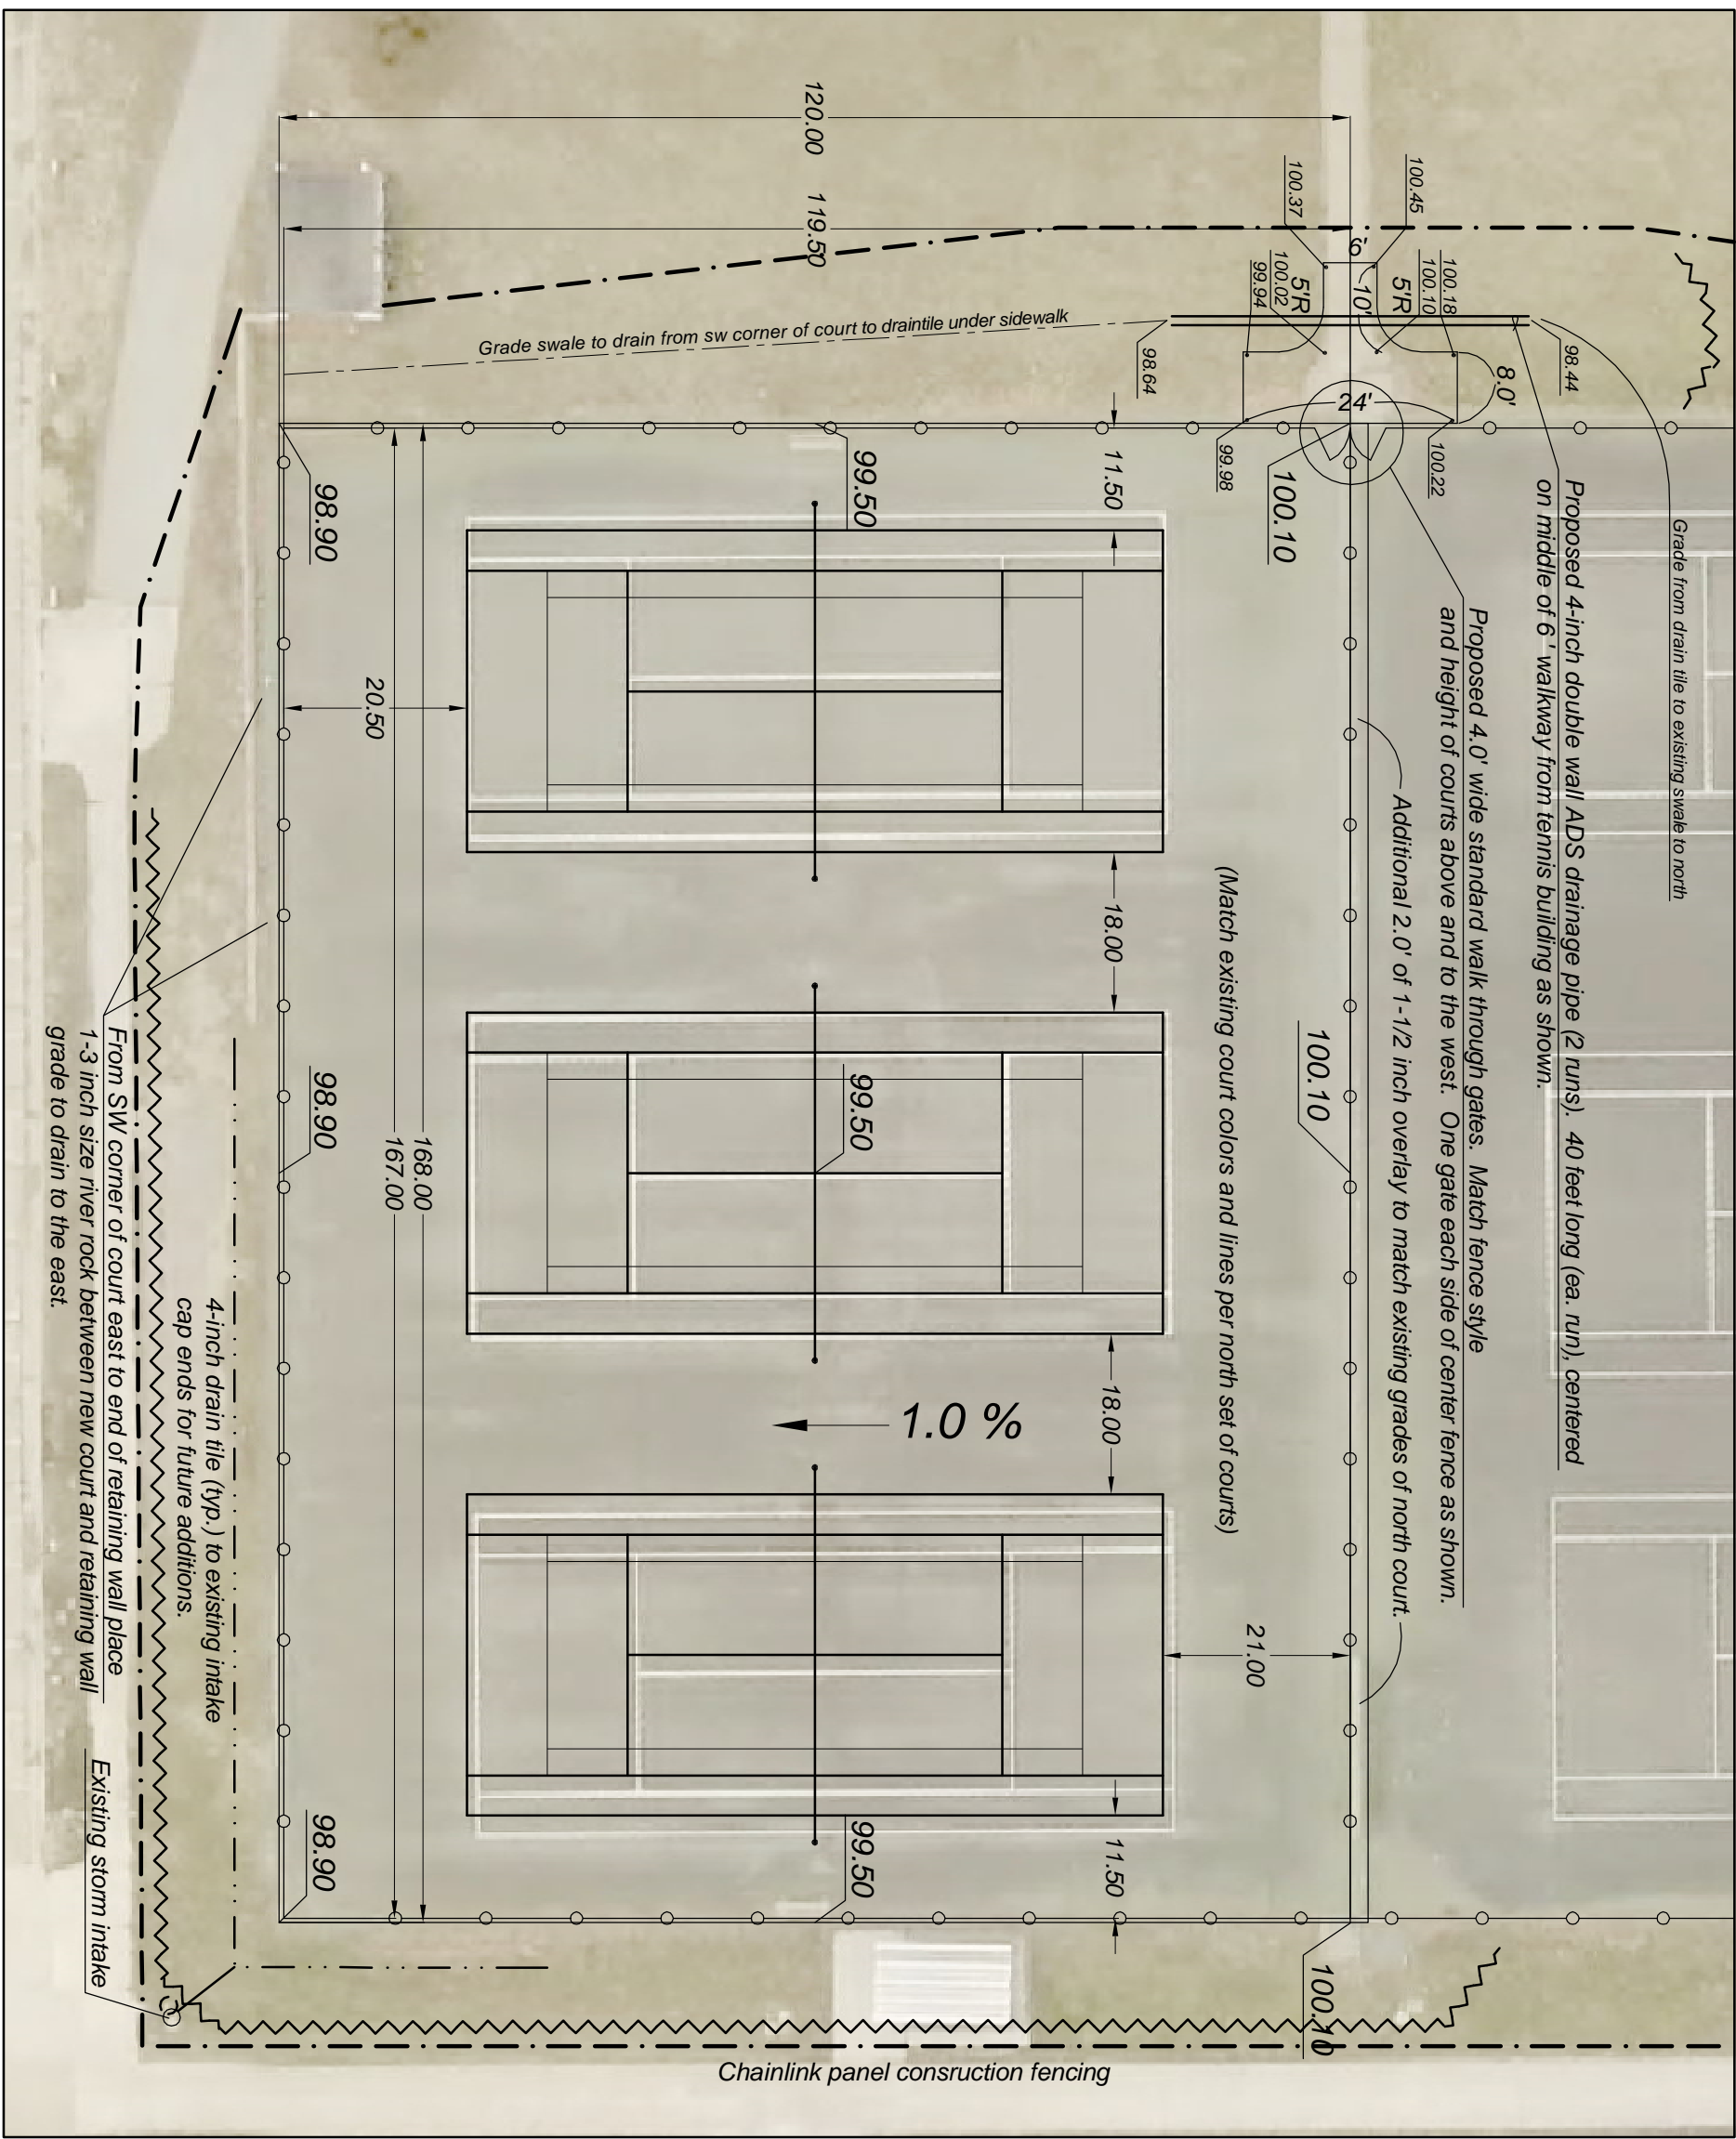 120.00
119.50
100.37
100.45
6'
10'
5'R
5'R
100.02
99.94
100.18
100.10
98.44
8.0'
24'
98.64
99.98
100.22
100.10
11.50
99.50
98.90
20.50
Grade swale to drain from sw corner of court to draintile under sidewalk
Grade from drain tile to existing swale to north
Proposed 4-inch double wall ADS drainage pipe (2 runs). 40 feet long (ea. run), centered
on middle of 6 ' walkway from tennis building as shown.
Proposed 4.0' wide standard walk through gates. Match fence style
and height of courts above and to the west. One gate each side of center fence as shown.
Additional 2.0' of 1-1/2 inch overlay to match existing grades of north court.
(Match existing court colors and lines per north set of courts)
18.00
100.10
99.50
98.90
168.00
167.00
18.00
1.0 %
21.00
11.50
99.50
98.90
100.10
4-inch drain tile (typ.) to existing intake
cap ends for future additions.
From SW corner of court east to end of retaining wall place
1-3 inch size river rock between new court and retaining wall
grade to drain to the east.
Existing storm intake
Chainlink panel consruction fencing